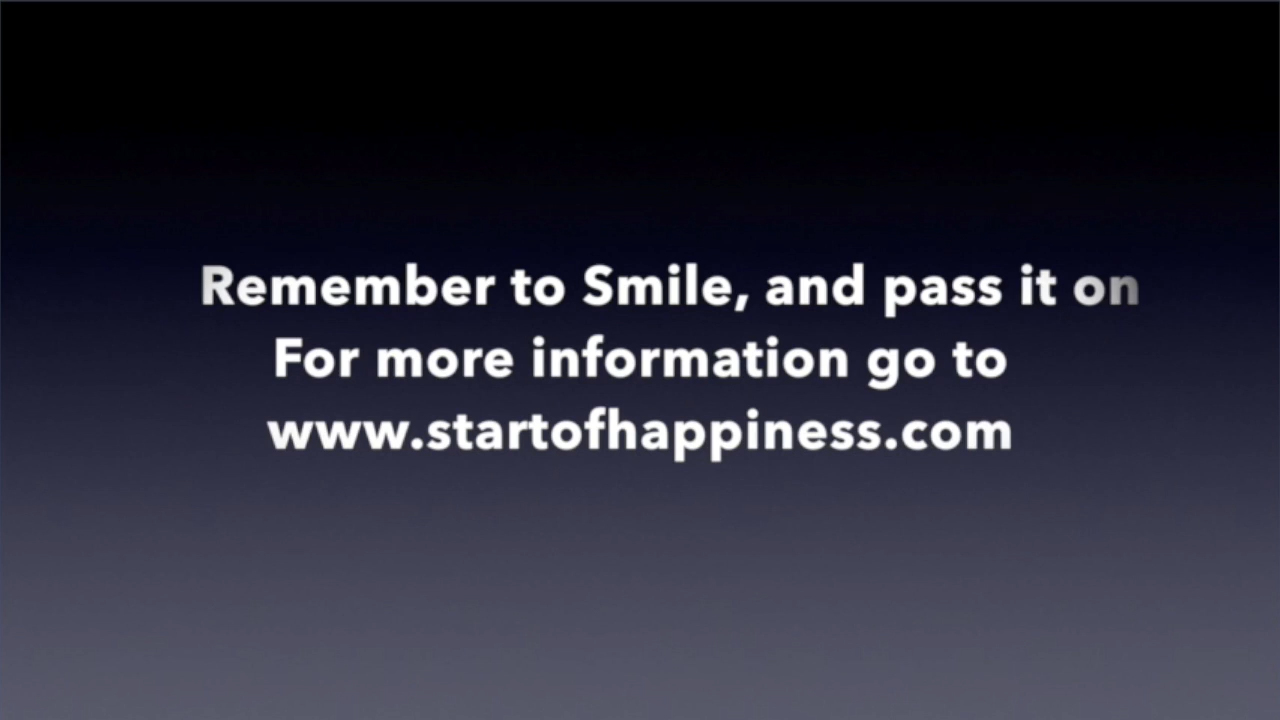 Remember to Smile, and pass it on
For more information go to
www.startofhappiness.com